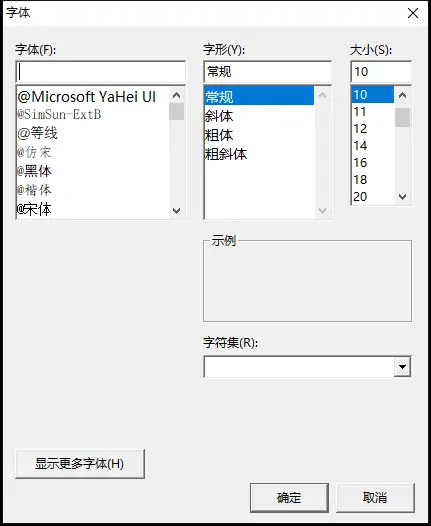 字体
字体(F): 字形(Y): 大小(S):
常规 10
@Microsoft YaHei UI 常规 10
@SimSun-ExtB 斜体 11
@等线 粗体 12
@仿宋 粗斜体 14
@黑体 16
@楷体 18
@宋体 20
示例
字符集(R):
显示更多字体(H)
确定 取消